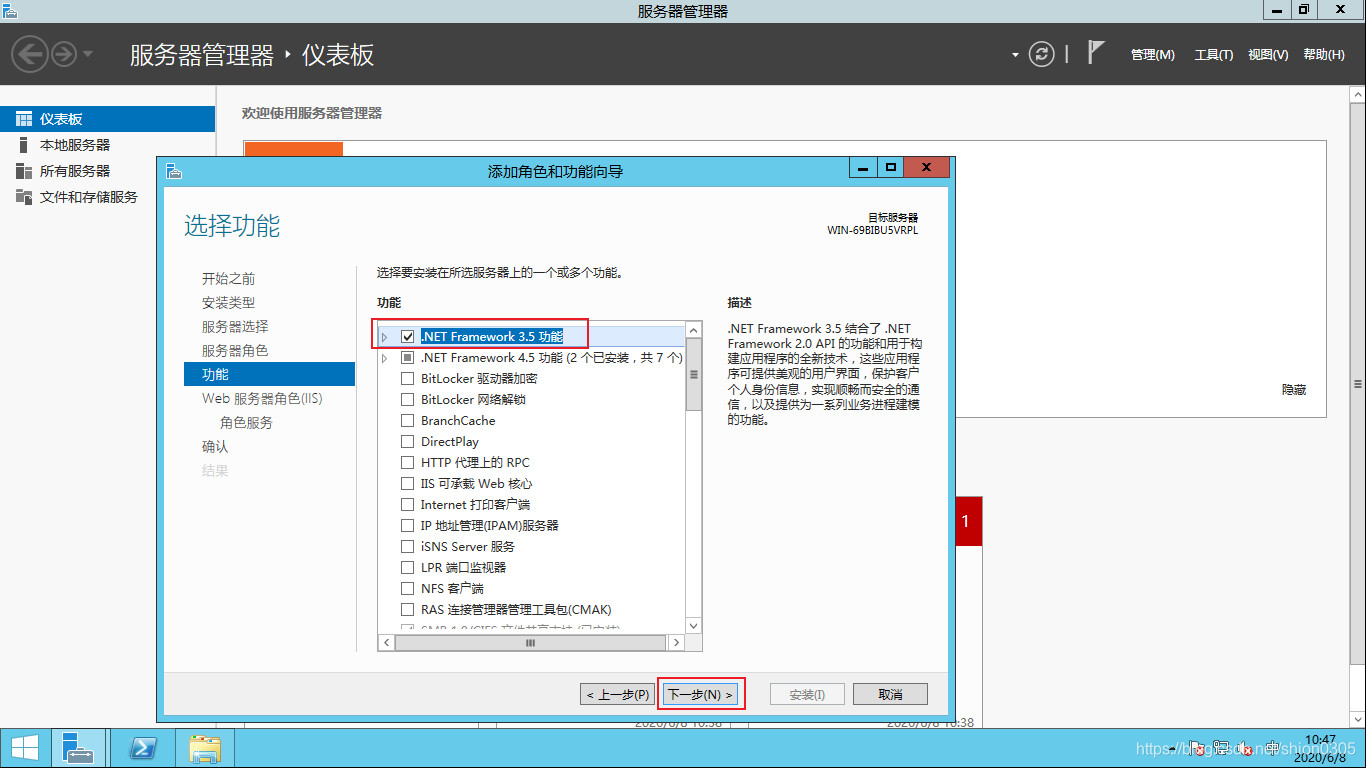 服务器管理器
服务器管理器 · 仪表板
管理(M) 工具(T) 视图(V) 帮助(H)
仪表板
本地服务器
所有服务器
文件和存储服务
欢迎使用服务器管理器
添加角色和功能向导
选择功能
目标服务器
WIN-69BIBU5VRPL
开始之前
安装类型
服务器选择
服务器角色
功能
Web 服务器角色(IIS)
角色服务
确认
结果
选择要安装在所选服务器上的一个或多个功能。
功能
.NET Framework 3.5 功能
.NET Framework 4.5 功能 (2 个已安装，共 7 个)
BitLocker 驱动器加密
BitLocker 网络解锁
BranchCache
DirectPlay
HTTP 代理上的 RPC
IIS 可承载 Web 核心
Internet 打印客户端
IP 地址管理(IPAM)服务器
iSNS Server 服务
LPR 端口监视器
NFS 客户端
RAS 连接管理器管理工具包(CMAK)
SMB 1.0/CIFS 文件共享支持 (已安装)
描述
.NET Framework 3.5 结合了 .NET
Framework 2.0 API 的功能和用于构
建应用程序的全新技术，这些应用程
序可提供美观的用户界面，保护客户
个人身份信息，实现顺畅而安全的通
信，以及提供为一系列业务进程建模
的功能。
隐藏
1
< 上一步(P) 下一步(N) > 安装(I) 取消
2020/6/8 10:38 2020/6/8 10:38
中
10:47
2020/6/8
https://blog.csdn.net/shion0305